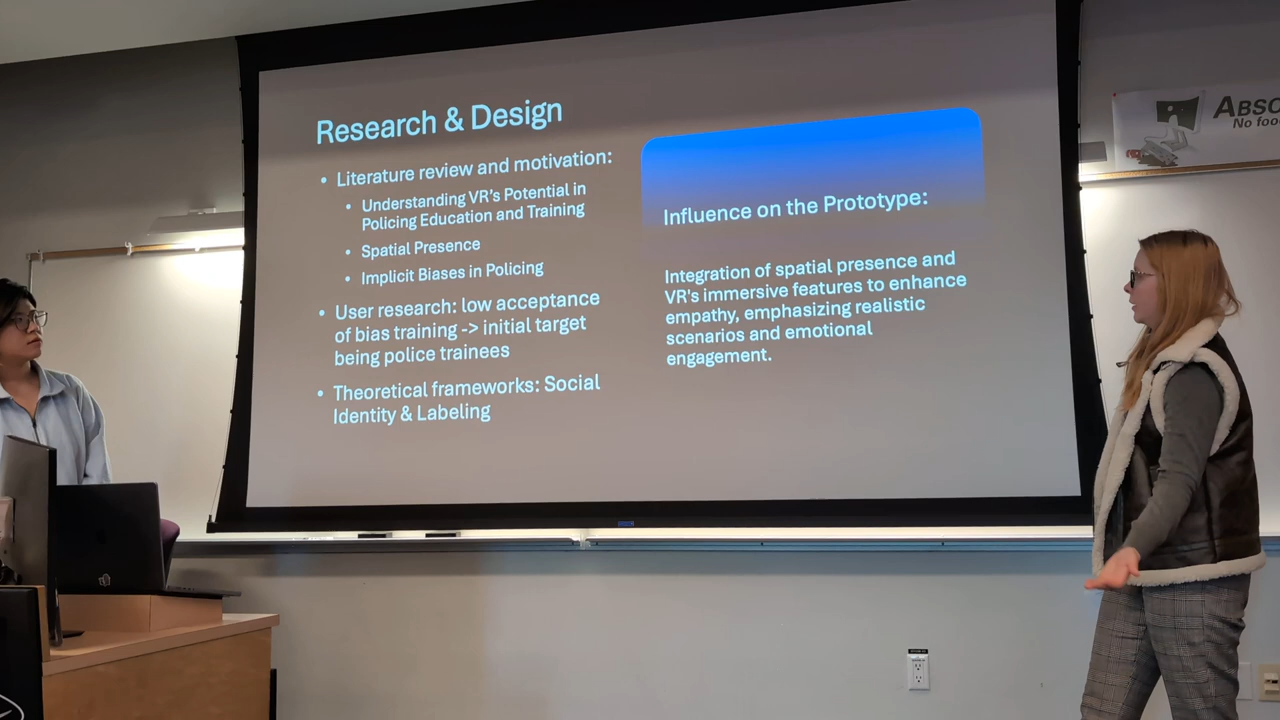 Research & Design
• Literature review and motivation:
• Understanding VR's Potential in
Policing Education and Training
• Spatial Presence
• Implicit Biases in Policing
• User research: low acceptance
of bias training -> initial target
being police trainees
• Theoretical frameworks: Social
Identity & Labeling
Influence on the Prototype:
Integration of spatial presence and
VR's immersive features to enhance
empathy, emphasizing realistic
scenarios and emotional
engagement.
No